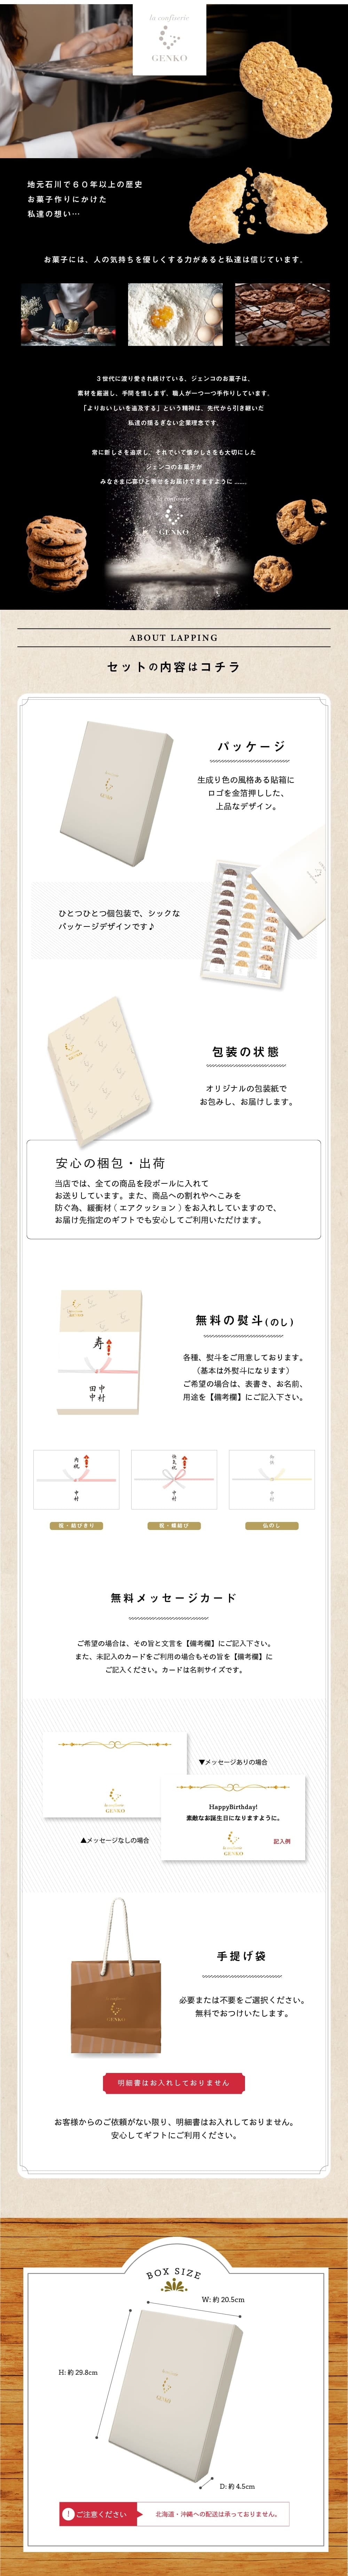 la confiserie
GENKO
地元石川で６０年以上の歴史
お菓子作りにかけた
私達の想い…
お菓子には、人の気持ちを優しくする力があると私達は信じています。
３世代に渡り愛され続けている、ジェンコのお菓子は、
素材を厳選し、手間を惜しまず、職人が一つ一つ手作りしています。
「よりおいしいを追及する」という精神は、先代から引き継いだ
私達の揺るぎない企業理念です。
常に新しさを追求し、それでいて懐かしさをも大切にした
ジェンコのお菓子が
みなさまに喜びと幸せをお届けできますように……。
la confiserie
GENKO
ABOUT LAPPING
セットの内容はコチラ
パッケージ
生成り色の風格ある貼箱に
ロゴを金箔押しした、
上品なデザイン。
ひとつひとつ個包装で、シックな
パッケージデザインです♪
包装の状態
オリジナルの包装紙で
お包みし、お届けします。
安心の梱包・出荷
当店では、全ての商品を段ボールに入れて
お送りしています。また、商品への割れやへこみを
防ぐ為、緩衝材（エアクッション）をお入れしていますので、
お届け先指定のギフトでも安心してご利用いただけます。
寿
田中
中村
無料の熨斗(のし)
各種、熨斗をご用意しております。
（基本は外熨斗になります）
ご希望の場合は、表書き、お名前、
用途を【備考欄】にご記入下さい。
内祝
中村
快気祝
中村
中村
祝・結びきり
祝・蝶結び
仏のし
無料メッセージカード
ご希望の場合は、その旨と文言を【備考欄】にご記入下さい。
また、未記入のカードをご利用の場合もその旨を【備考欄】に
ご記入ください。カードは名刺サイズです。
▼メッセージありの場合
GENKO
HappyBirthday!
素敵なお誕生日になりますように。
▲メッセージなしの場合
la confiserie
GENKO
記入例
GENKO
手提げ袋
必要または不要をご選択ください。
無料でおつけいたします。
明細書はお入れしておりません
お客様からのご依頼がない限り、明細書はお入れしておりません。
安心してギフトにご利用ください。
BOX SIZE
W: 約 20.5cm
H: 約 29.8cm
GENKO
D: 約 4.5cm
! ご注意ください
北海道・沖縄への配送は承っておりません。